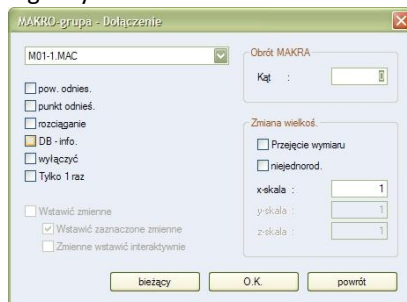 MAKRO-grupa - Dołączenie
M01-1.MAC
pow. odnies.
punkt odnieś.
rozciąganie
DB - info.
wyłączyć
Tylko 1 raz
Wstawić zmienne
Wstawić zaznaczone zmienne
Zmienne wstawić interaktywnie
Obrót MAKRA
Kąt :
0
Zmiana wielkoś.
Przejęcie wymiaru
niejednorod.
x-skala : 1
y-skala : 1
z-skala : 1
bieżący
O.K.
powrót